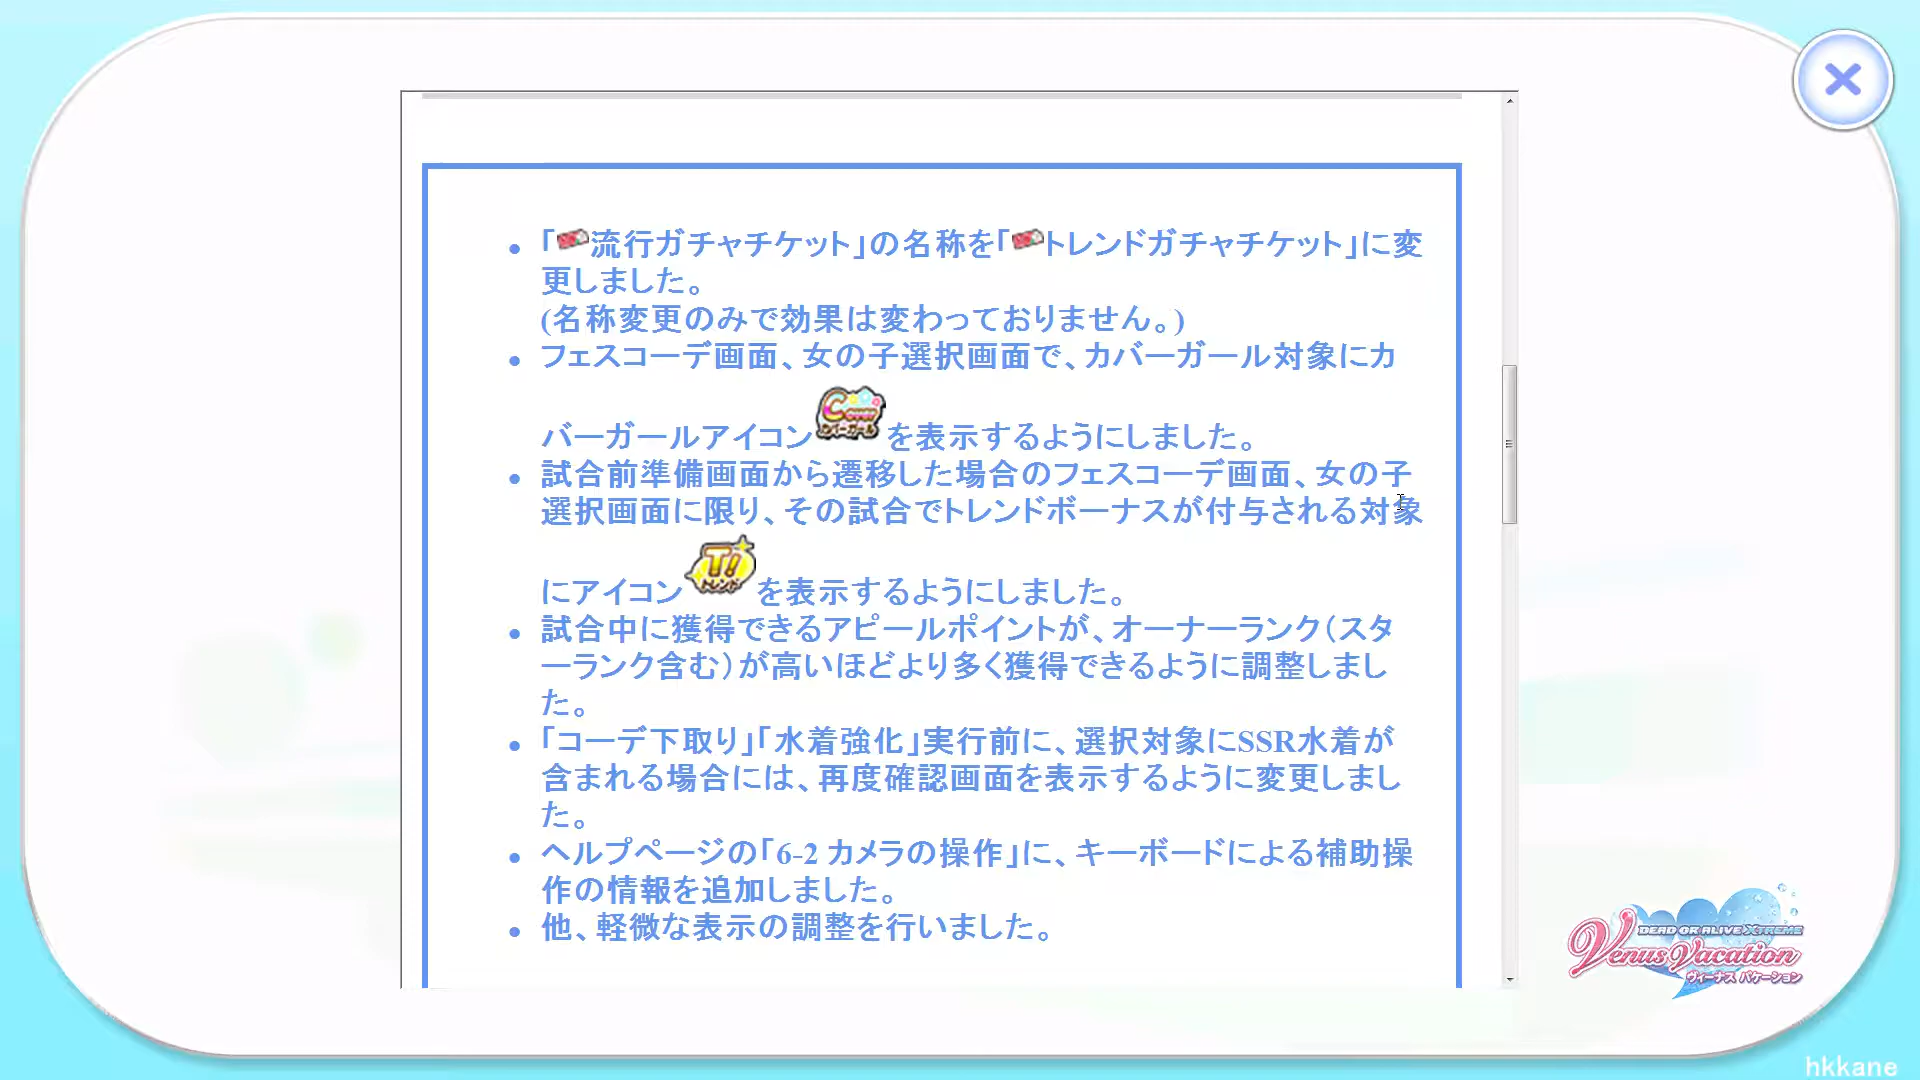 ・「流行ガチャチケット」の名称を「トレンドガチャチケット」に変
更しました。
(名称変更のみで効果は変わっておりません。)
・フェスコーデ画面、女の子選択画面で、カバーガール対象にカ
バーガールアイコン Cover カバーガール を表示するようにしました。
・試合前準備画面から遷移した場合のフェスコーデ画面、女の子
選択画面に限り、その試合でトレンドボーナスが付与される対象
にアイコン T! トレンド を表示するようにしました。
・試合中に獲得できるアピールポイントが、オーナーランク(スタ
ーランク含む)が高いほどより多く獲得できるように調整しまし
た。
・「コーデ下取り」「水着強化」実行前に、選択対象にSSR水着が
含まれる場合には、再度確認画面を表示するように変更しまし
た。
・ヘルプページの「6-2 カメラの操作」に、キーボードによる補助操
作の情報を追加しました。
・他、軽微な表示の調整を行いました。
DEAD OR ALIVE XTREME
Venus Vacation
ヴィーナス バケーション
hkkane